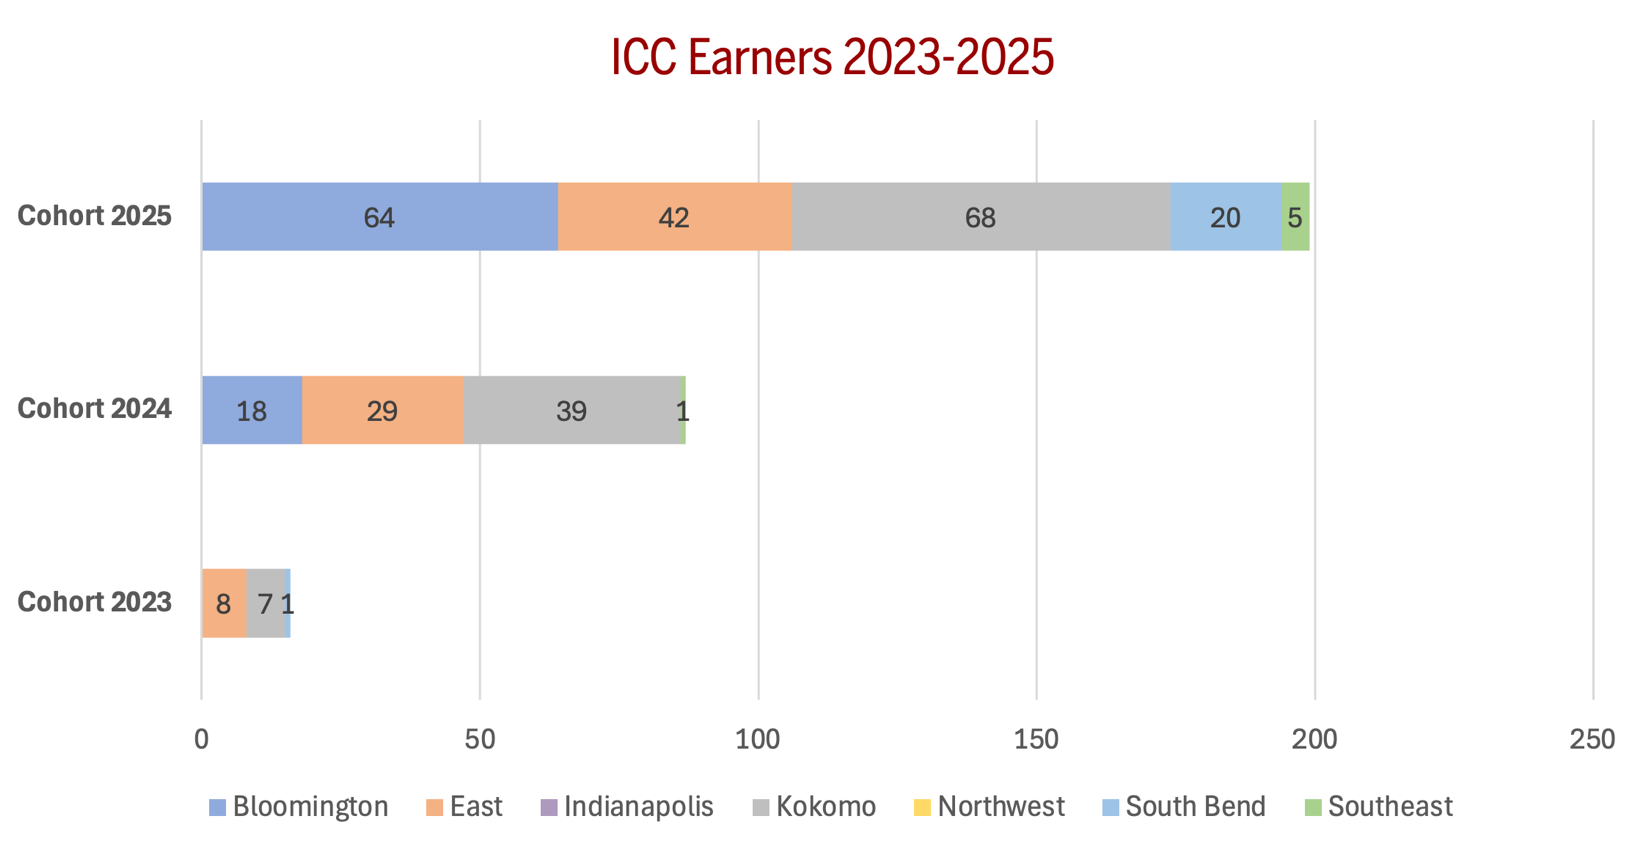 ICC Earners 2023-2025
Cohort 2025
64 42 68 20 5
Cohort 2024
18 29 39 1
Cohort 2023
8 7 1
0 50 100 150 200 250
Bloomington East Indianapolis Kokomo Northwest South Bend Southeast